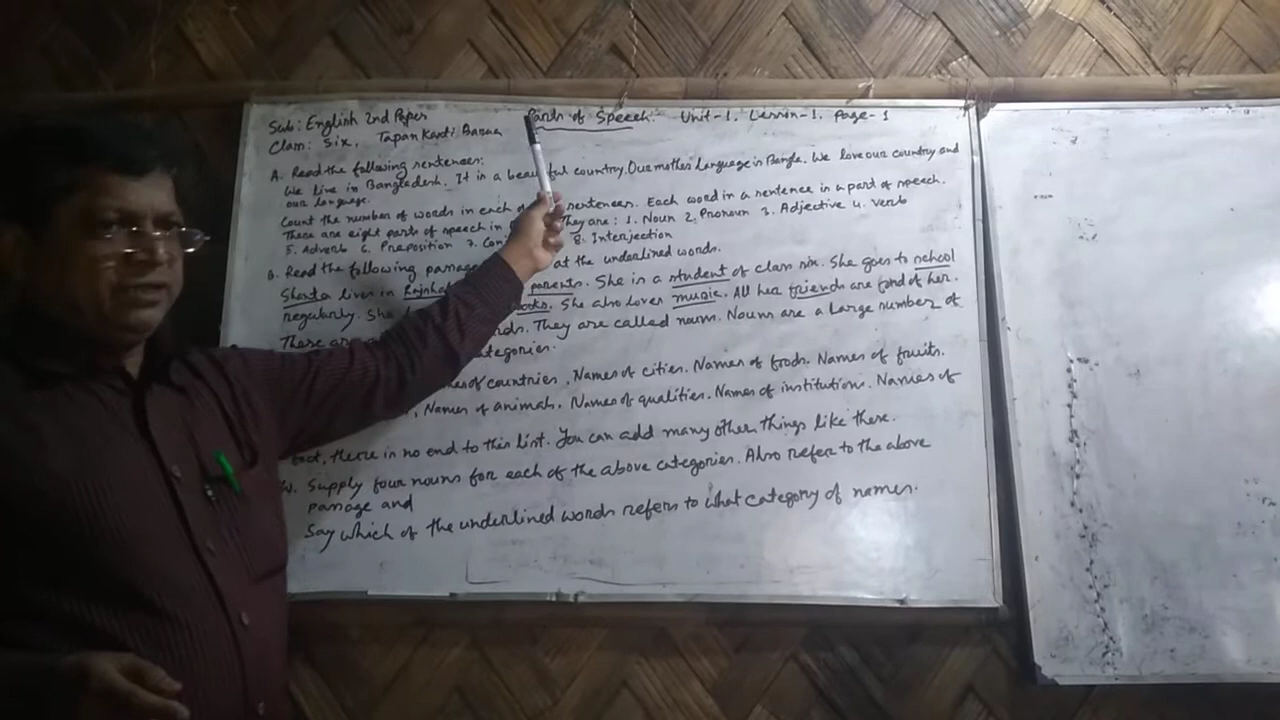 Sub: English 2nd Paper Parts of Speech. Unit-1. Lesson-1. Page-1
Class: Six. Tapan Kanti Barua
A. Read the following sentences:
We live in Bangladesh. It is a beautiful country. Our mother language is Bangla. We love our country and
our language.
Count the number of words in each of sentences. Each word in a sentence is a part of speech.
There are eight parts of speech in They are: 1. Noun 2. Pronoun 3. Adjective 4. verb
5. Adverb 6. Preposition 7. 8. Interjection
B. Read the following at the underlined words.
lives in parents. She is a student of class six. She goes to school
regularly. She She also loves music. All her friends are fond of her.
There are They are called noun. Nouns are a large number of
categories.
of countries, Names of cities. Names of foods. Names of fruits.
, Names of animals. Names of qualities. Names of institutions. Names of
there is no end to this list. You can add many other things like these.
Supply four nouns for each of the above categories. Also refer to the above
passage and
Say which of the underlined words refers to what category of names.